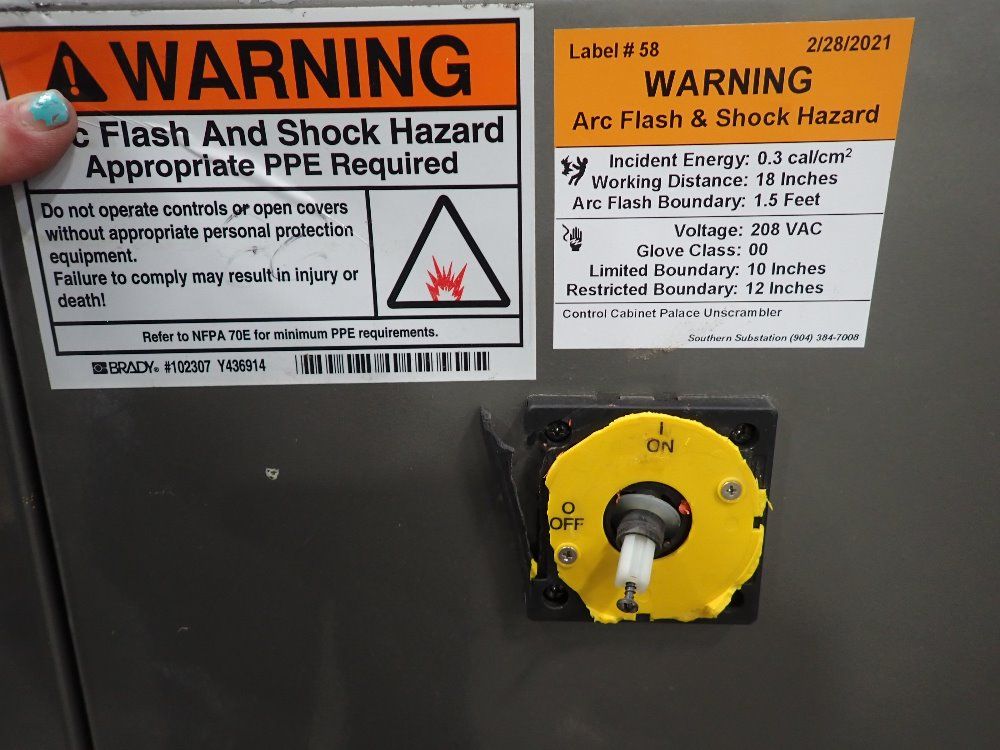 WARNING
c Flash And Shock Hazard
Appropriate PPE Required
Do not operate controls or open covers
without appropriate personal protection
equipment.
Failure to comply may result in injury or
death!
Refer to NFPA 70E for minimum PPE requirements.
BRADY® #102307 Y436914
Label # 58 2/28/2021
WARNING
Arc Flash & Shock Hazard
Incident Energy: 0.3 cal/cm²
Working Distance: 18 Inches
Arc Flash Boundary: 1.5 Feet
Voltage: 208 VAC
Glove Class: 00
Limited Boundary: 10 Inches
Restricted Boundary: 12 Inches
Control Cabinet Palace Unscrambler
Southern Substation (904) 384-7008
I
ON
O
OFF